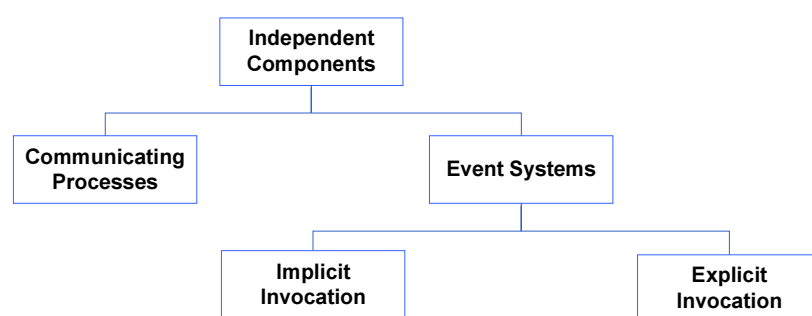 Independent
Components
Communicating
Processes
Event Systems
Implicit
Invocation
Explicit
Invocation